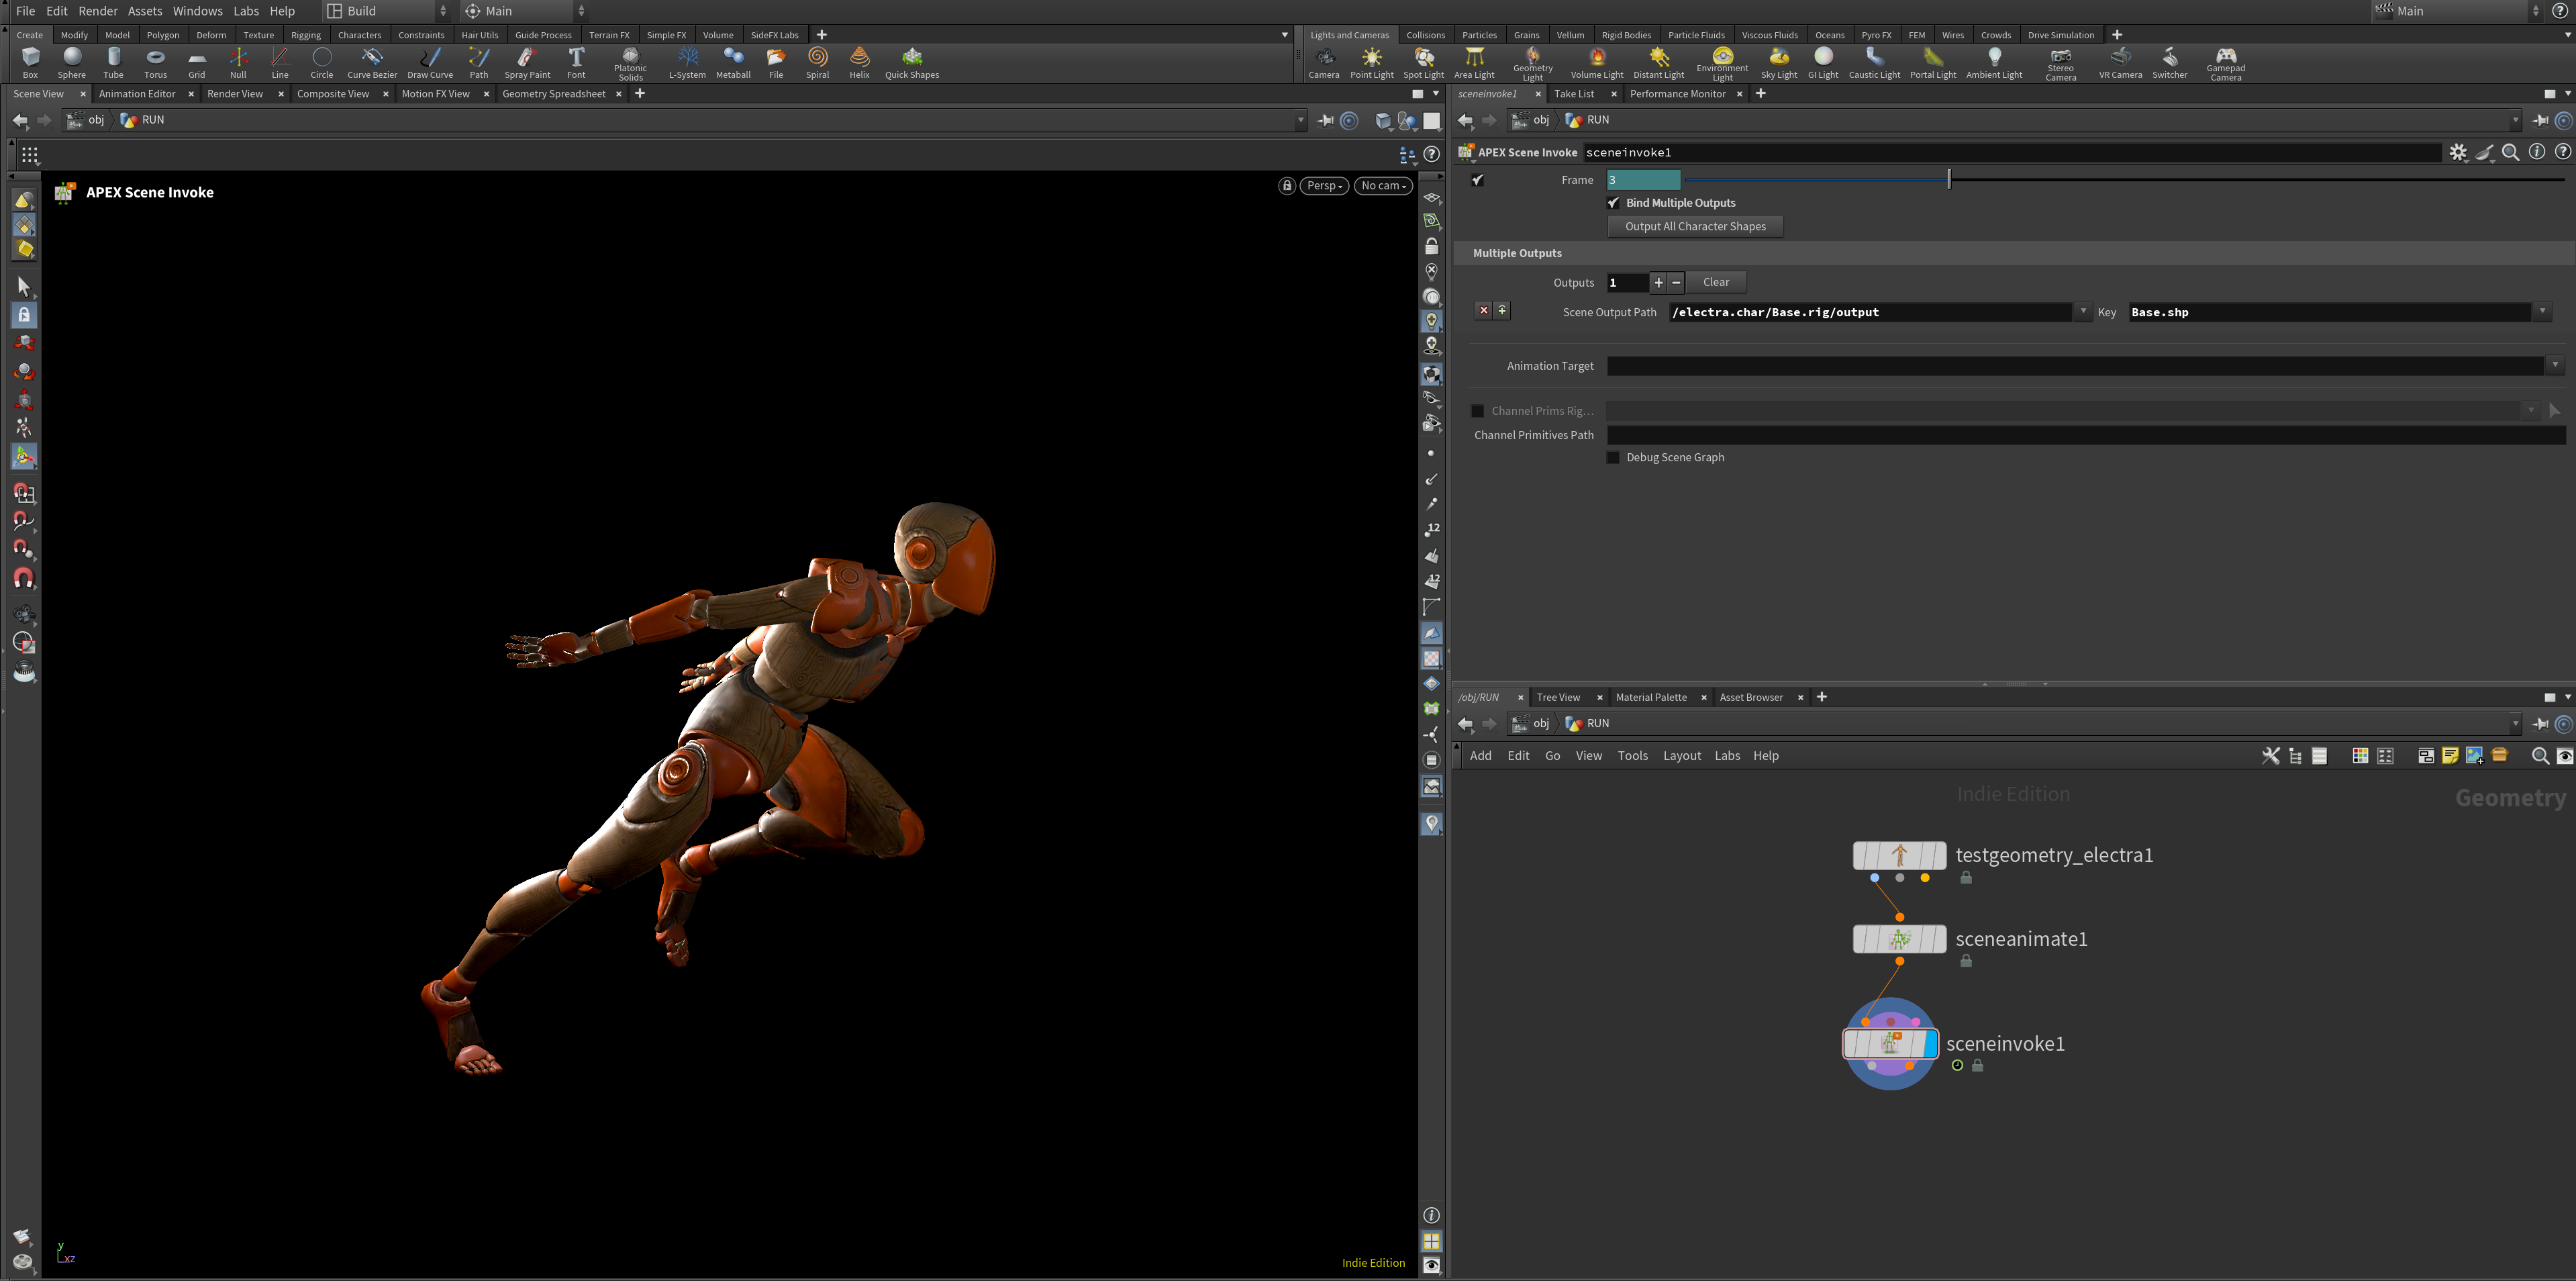 File Edit Render Assets Windows Labs Help Build Main Main
Create Modify Model Polygon Deform Texture Rigging Characters Constraints Hair Utils Guide Process Terrain FX Simple FX Volume SideFX Labs
Lights and Cameras Collisions Particles Grains Vellum Rigid Bodies Particle Fluids Viscous Fluids Oceans Pyro FX FEM Wires Crowds Drive Simulation
Box Sphere Tube Torus Grid Null Line Circle Curve Bezier Draw Curve Path Spray Paint Font Platonic Solids L-System Metaball File Spiral Helix Quick Shapes
Camera Point Light Spot Light Area Light Geometry Light Volume Light Distant Light Environment Light Sky Light GI Light Caustic Light Portal Light Ambient Light Stereo Camera VR Camera Switcher Gamepad Camera
Scene View Animation Editor Render View Composite View Motion FX View Geometry Spreadsheet
obj RUN
APEX Scene Invoke
Persp No cam
12
12
y
xz
Indie Edition
sceneinvoke1 Take List Performance Monitor
obj RUN
APEX Scene Invoke sceneinvoke1
Frame 3
Bind Multiple Outputs
Output All Character Shapes
Multiple Outputs
Outputs 1 Clear
Scene Output Path /electra.char/Base.rig/output Key Base.shp
Animation Target
Channel Prims Rig...
Channel Primitives Path
Debug Scene Graph
/obj/RUN Tree View Material Palette Asset Browser
obj RUN
Add Edit Go View Tools Layout Labs Help
Indie Edition
Geometry
testgeometry_electra1
sceneanimate1
sceneinvoke1